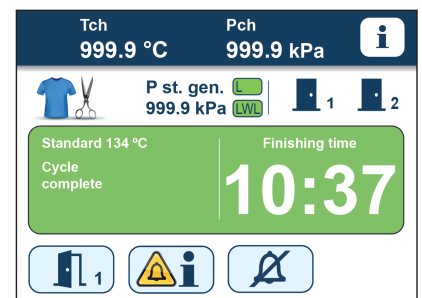 Tch Pch
999.9 °C 999.9 kPa i
P st. gen. L
999.9 kPa LWL 1 2
Standard 134 ºC Finishing time
Cycle
complete
10:37
1 i